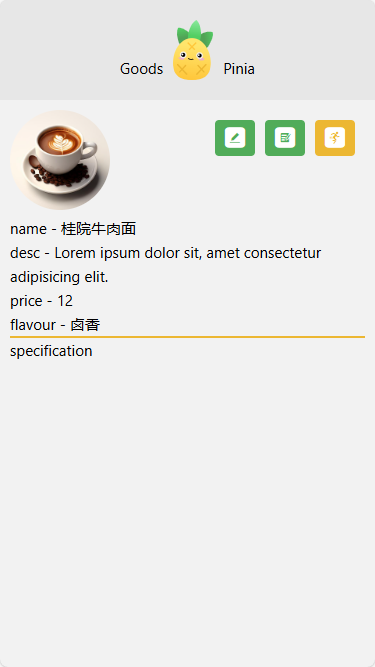 Goods Pinia
name - 桂院牛肉面
desc - Lorem ipsum dolor sit, amet consectetur
adipisicing elit.
price - 12
flavour - 卤香
specification